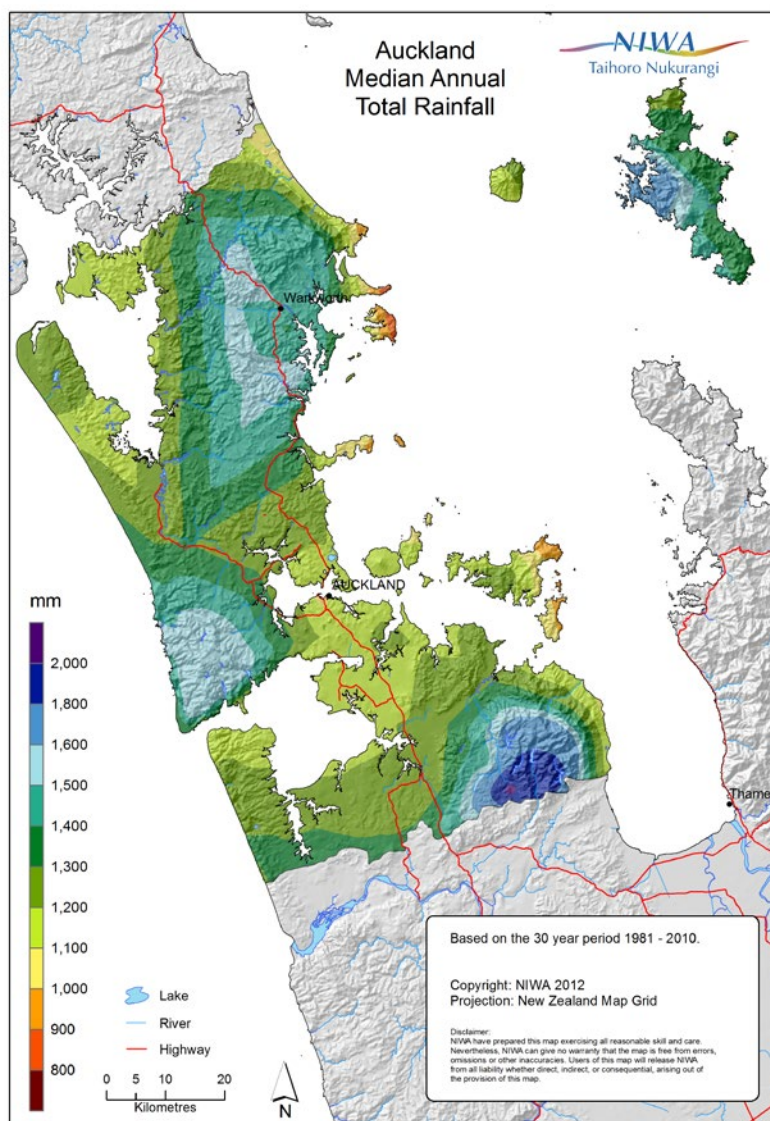 Auckland
Median Annual
Total Rainfall
NIWA
Taihoro Nukurangi
Warkworth
AUCKLAND
Thame
mm
2,000
1,800
1,600
1,500
1,400
1,300
1,200
1,100
1,000
900
800
Lake
River
Highway
0 5 10 20
Kilometres
N
Based on the 30 year period 1981 - 2010.
Copyright: NIWA 2012
Projection: New Zealand Map Grid
Disclaimer:
NIWA have prepared this map exercising all reasonable skill and care.
Nevertheless, NIWA can give no warranty that the map is free from errors,
omissions or other inaccuracies. Users of this map will release NIWA
from all liability whether direct, indirect, or consequential, arising out of
the provision of this map.